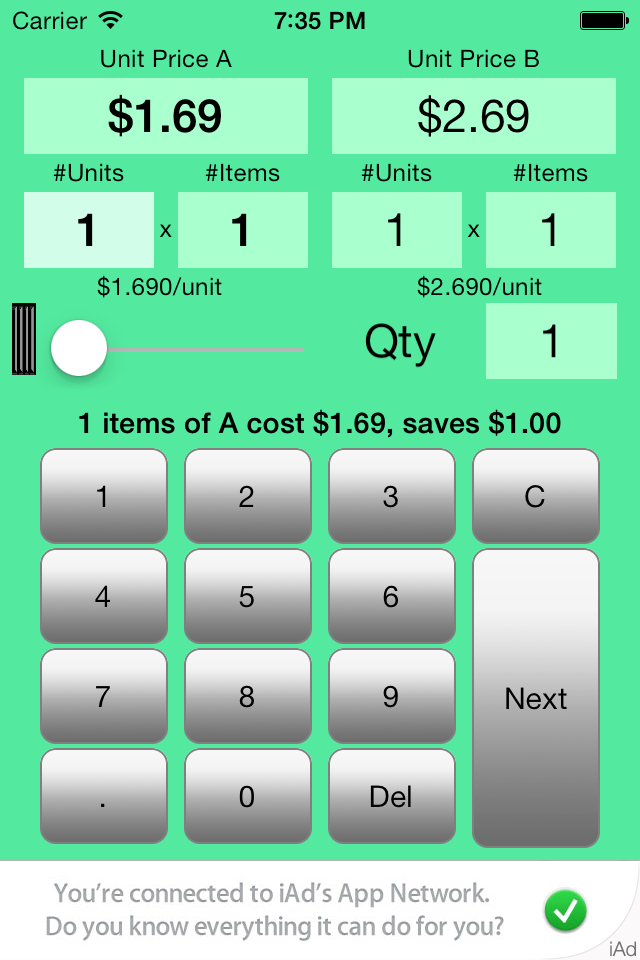 Carrier 7:35 PM
Unit Price A Unit Price B
$1.69 $2.69
#Units #Items #Units #Items
1 x 1 1 x 1
$1.690/unit $2.690/unit
Qty 1
1 items of A cost $1.69, saves $1.00
1 2 3 C
4 5 6
7 8 9 Next
. 0 Del
You're connected to iAd's App Network.
Do you know everything it can do for you?
iAd